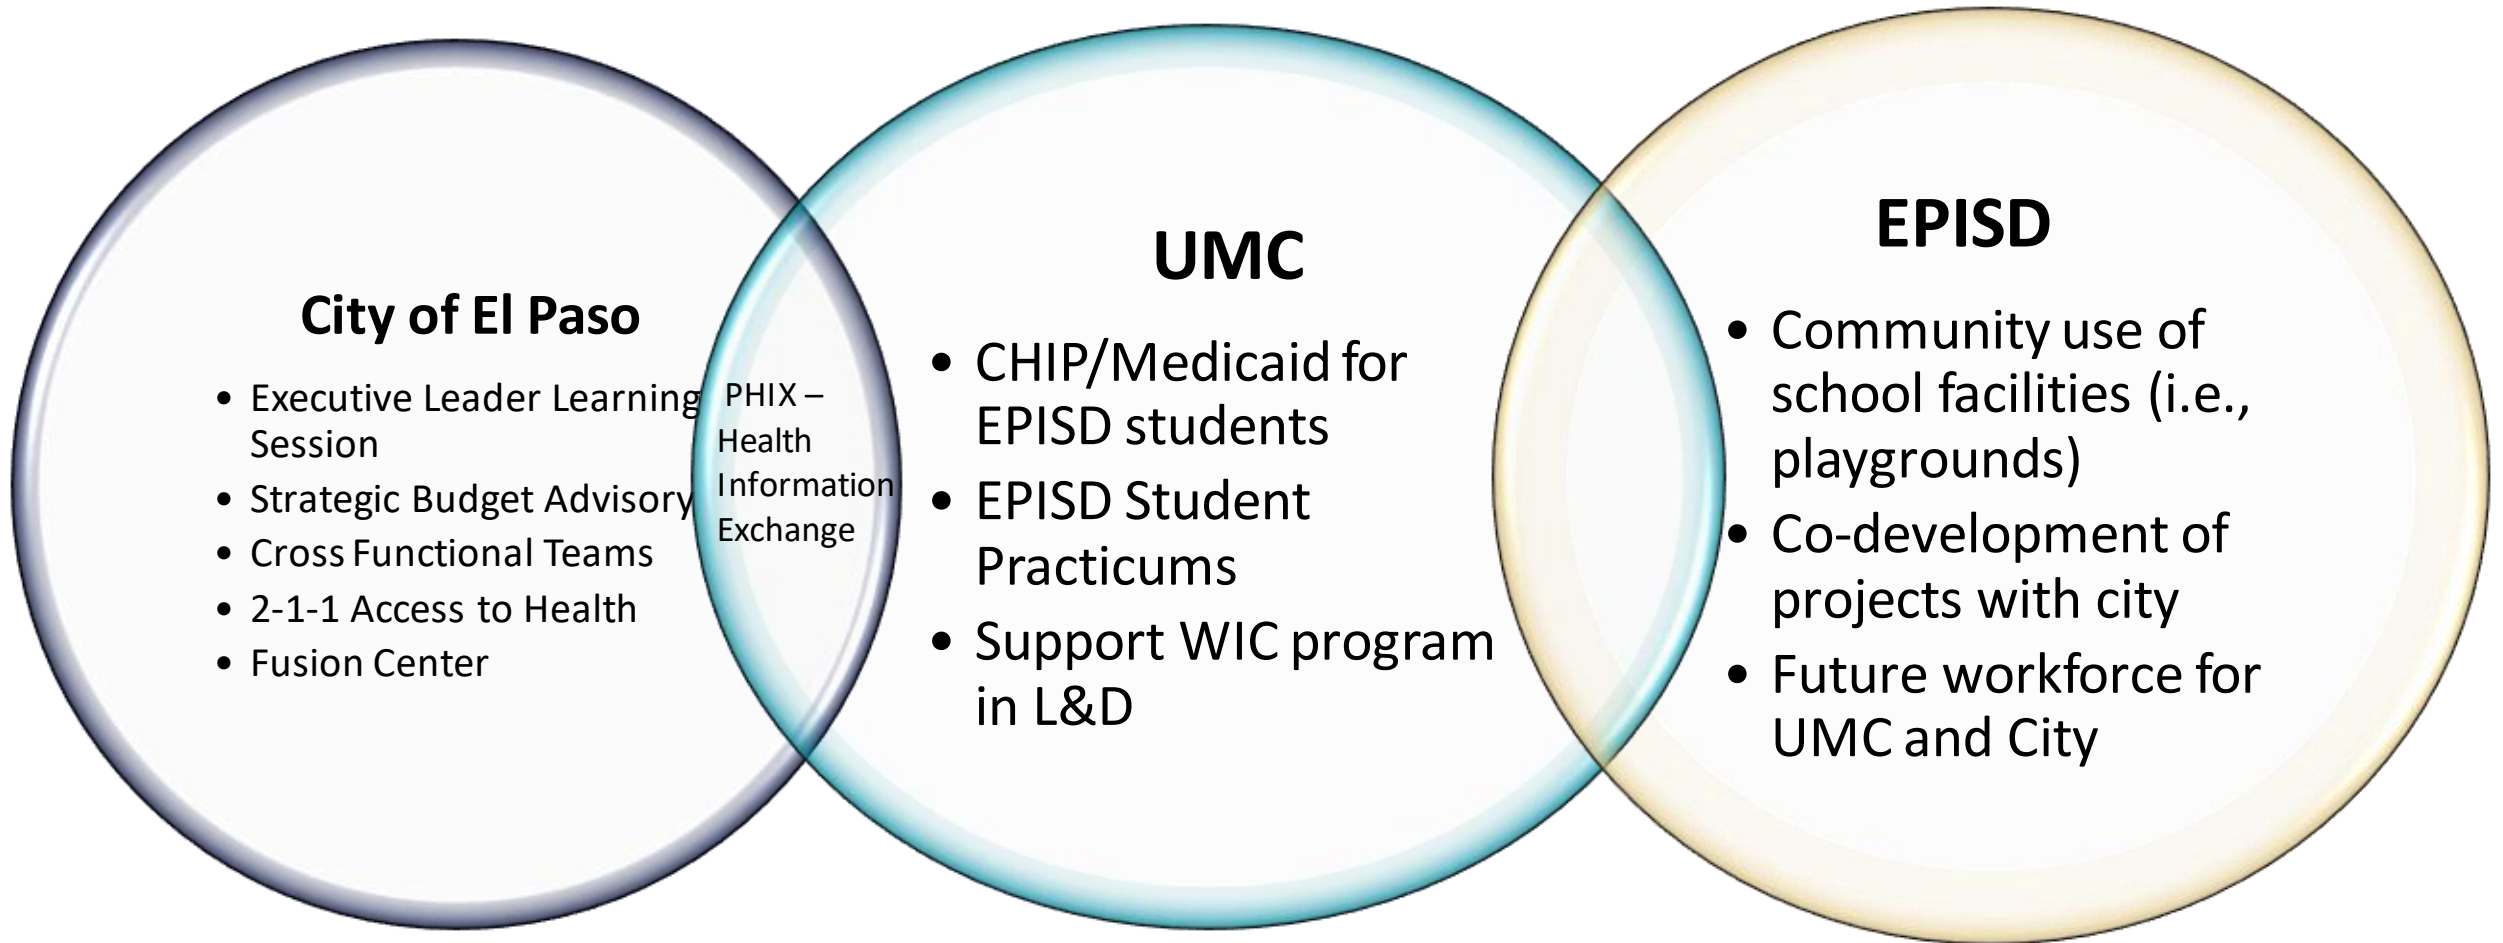 City of El Paso
• Executive Leader Learning
Session
• Strategic Budget Advisory
• Cross Functional Teams
• 2-1-1 Access to Health
• Fusion Center
PHIX –
Health
Information
Exchange
UMC
• CHIP/Medicaid for
EPISD students
• EPISD Student
Practicums
• Support WIC program
in L&D
EPISD
• Community use of
school facilities (i.e.,
playgrounds)
• Co-development of
projects with city
• Future workforce for
UMC and City